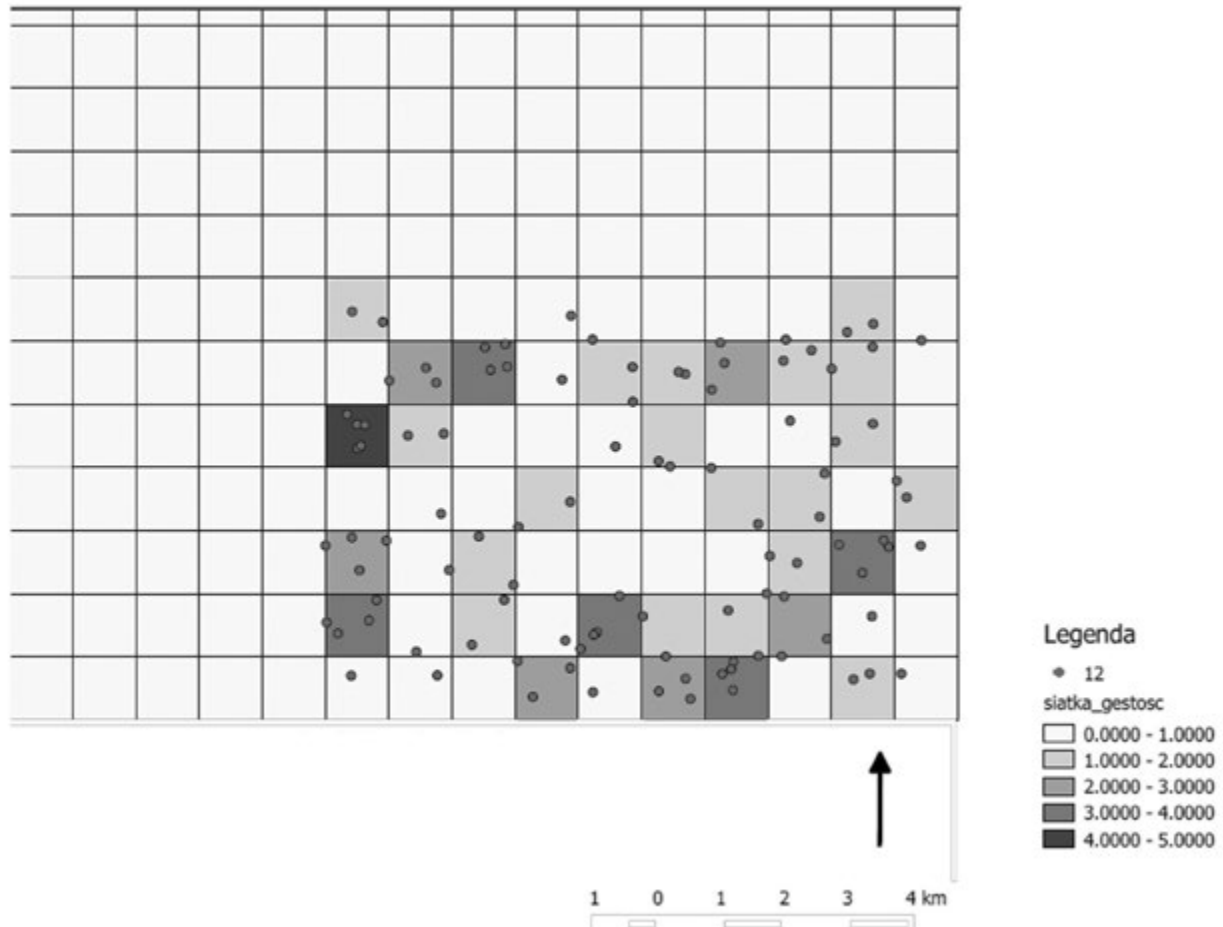 Legenda
12
siatka_gestosc
0.0000 - 1.0000
1.0000 - 2.0000
2.0000 - 3.0000
3.0000 - 4.0000
4.0000 - 5.0000
1 0 1 2 3 4 km